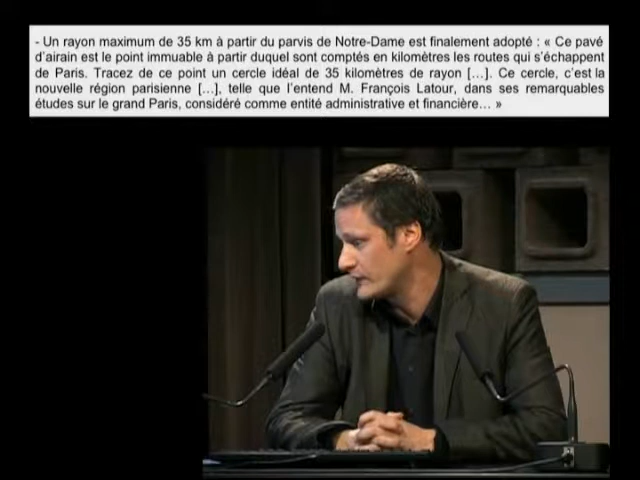 - Un rayon maximum de 35 km à partir du parvis de Notre-Dame est finalement adopté : « Ce pavé
d'airain est le point immuable à partir duquel sont comptés en kilomètres les routes qui s'échappent
de Paris. Tracez de ce point un cercle idéal de 35 kilomètres de rayon […]. Ce cercle, c'est la
nouvelle région parisienne […], telle que l'entend M. François Latour, dans ses remarquables
études sur le grand Paris, considéré comme entité administrative et financière… »